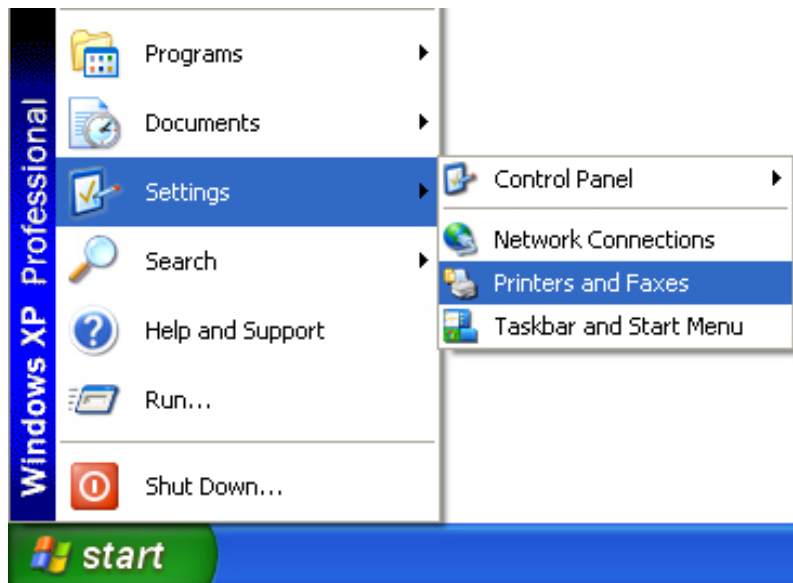 Windows XP Professional
Programs
Documents
Settings
Search
Help and Support
Run...
Shut Down...
Control Panel
Network Connections
Printers and Faxes
Taskbar and Start Menu
start